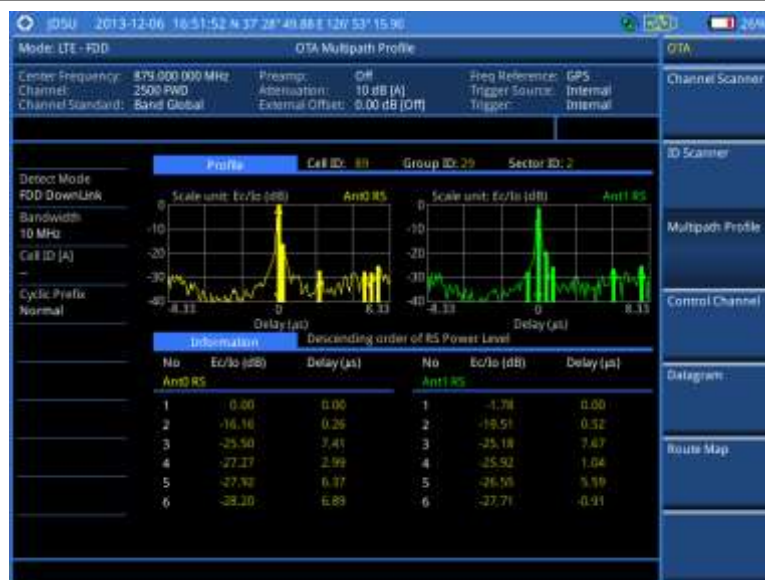 JDSU 2013-12-06 16:51:52 N 37° 28' 49.88 E 126° 53' 15.90 26%
Mode: LTE - FDD OTA Multipath Profile OTA
Center Frequency: 879.000 000 MHz Preamp: Off Freq Reference: GPS
Channel: 2500 FWD Attenuation: 10 dB [A] Trigger Source: Internal
Channel Standard: Band Global External Offset: 0.00 dB [Off] Trigger: Internal
Channel Scanner
ID Scanner
Multipath Profile
Control Channel
Datagram
Route Map
Detect Mode
FDD DownLink
Bandwidth
10 MHz
Cell ID [A]
--
Cyclic Prefix
Normal
Profile Cell ID: 89 Group ID: 29 Sector ID: 2
Scale unit: Ec/Io (dB) Ant0 RS
0
-10
-20
-30
-40
-8.33 0 8.33
Delay (µs)
Scale unit: Ec/Io (dB) Ant1 RS
0
-10
-20
-30
-40
-8.33 0 8.33
Delay (µs)
Information Descending order of RS Power Level
No Ec/Io (dB) Delay (µs) No Ec/Io (dB) Delay (µs)
Ant0 RS Ant1 RS
1 0.00 0.00 1 -1.78 0.00
2 -16.16 0.26 2 -19.51 0.52
3 -25.50 7.41 3 -25.18 7.67
4 -27.27 2.99 4 -25.92 1.04
5 -27.92 6.37 5 -26.55 5.59
6 -28.20 6.89 6 -27.71 -0.91